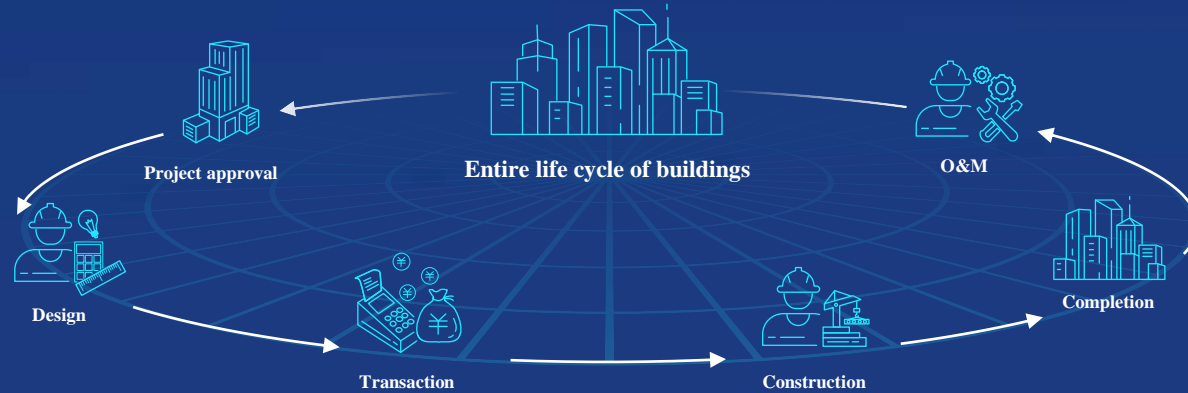 Entire life cycle of buildings
Project approval
O&M
Design
Completion
¥
¥
¥
¥
Transaction
Construction